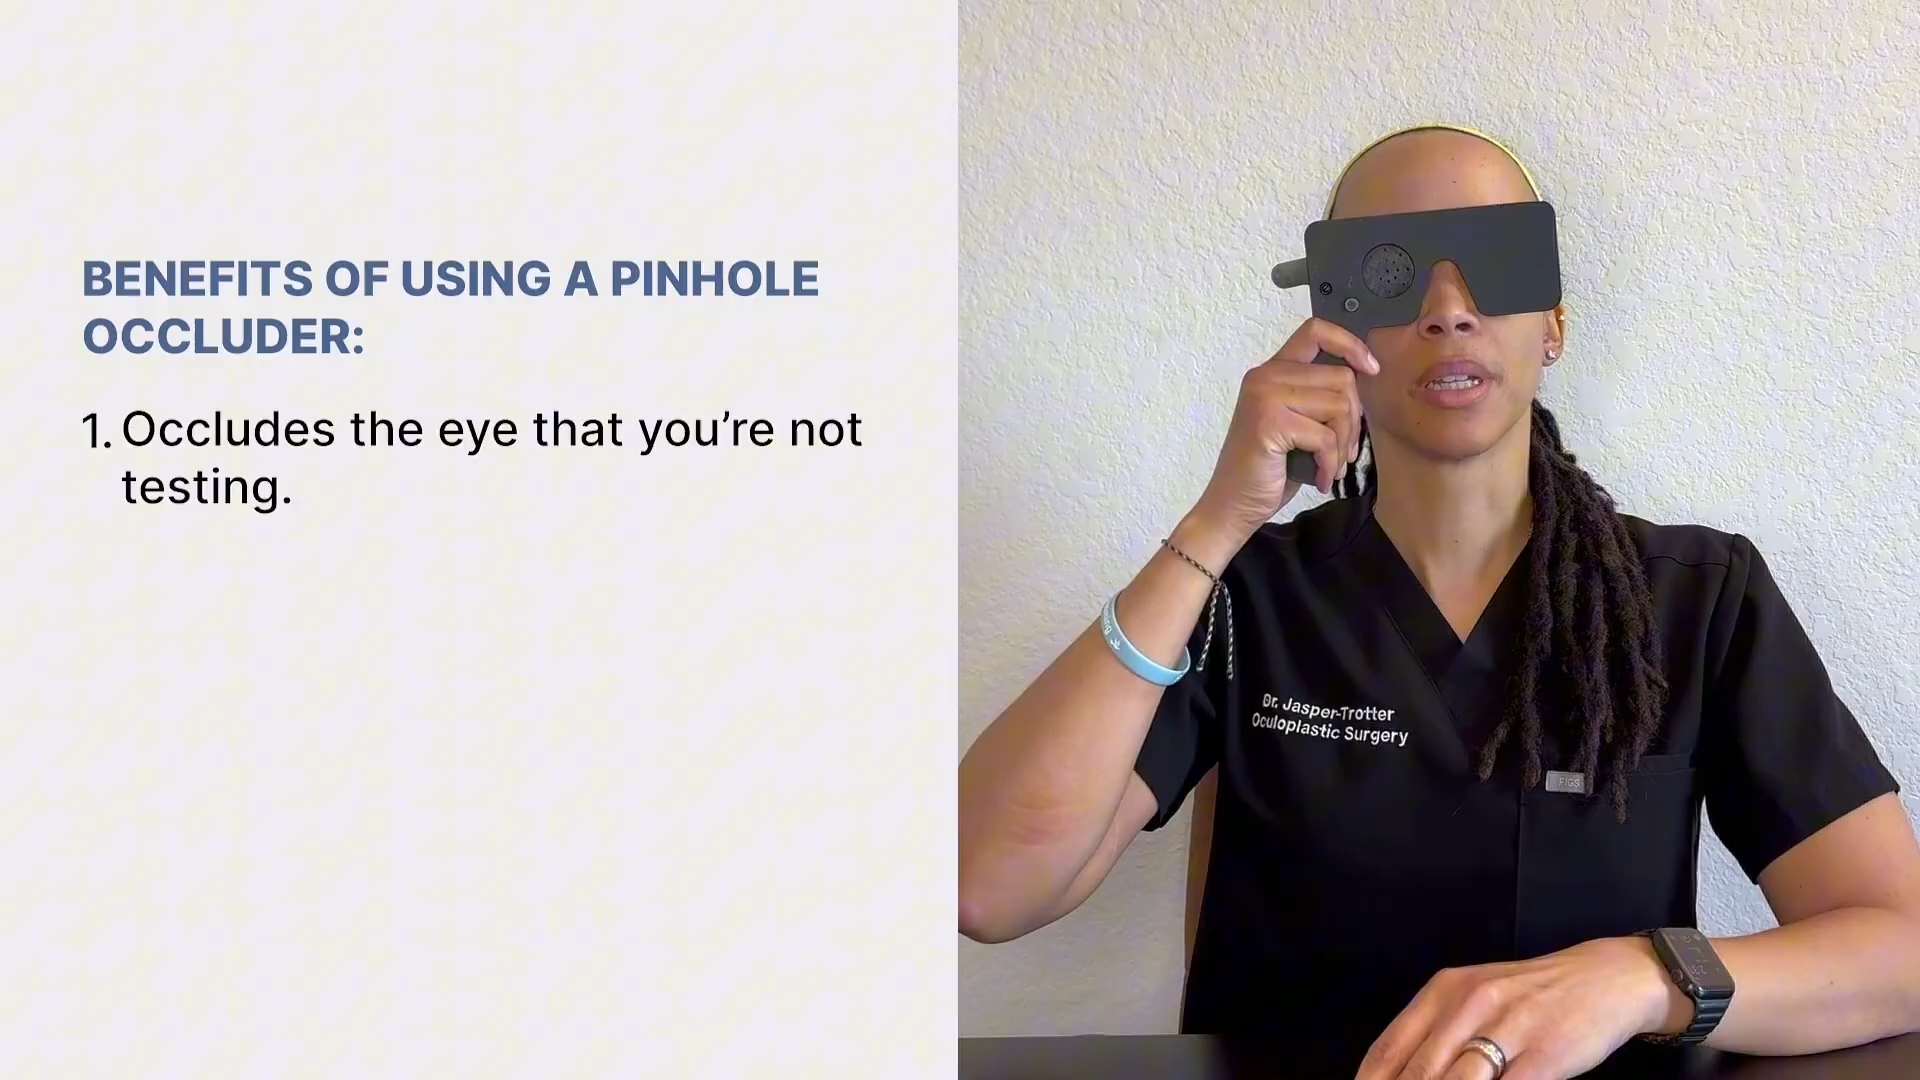 BENEFITS OF USING A PINHOLE
OCCLUDER:
1. Occludes the eye that you’re not
testing.
Dr. Jasper-Trotter
Oculoplastic Surgery
FIGS